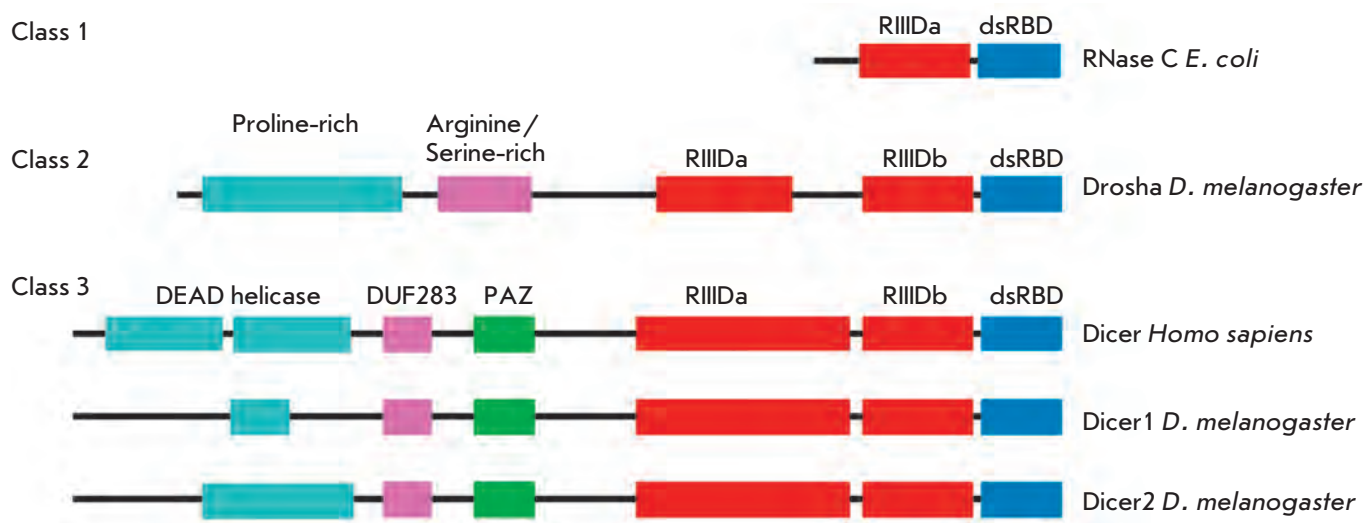 Class 1
RIIIDa dsRBD
RNase C E. coli
Proline-rich
Arginine/
Serine-rich
Class 2
RIIIDa
RIIIDb
dsRBD
Drosha D. melanogaster
Class 3
DEAD helicase
DUF283
PAZ
RIIIDa
RIIIDb
dsRBD
Dicer Homo sapiens
Dicer1 D. melanogaster
Dicer2 D. melanogaster